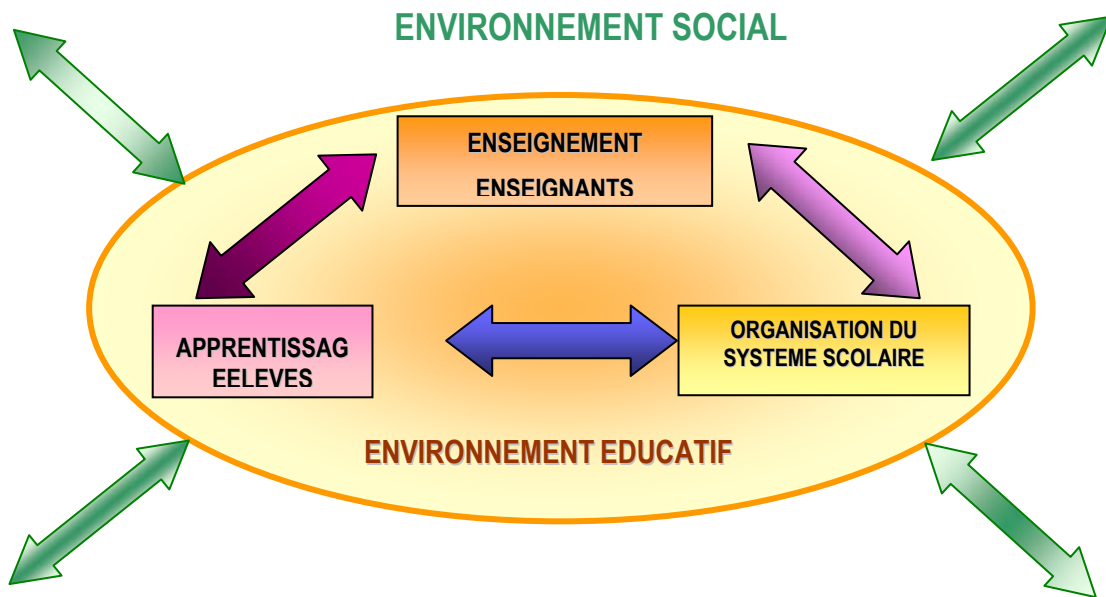 ENVIRONNEMENT SOCIAL
ENSEIGNEMENT
ENSEIGNANTS
APPRENTISSAG
EELEVES
ORGANISATION DU
SYSTEME SCOLAIRE
ENVIRONNEMENT EDUCATIF